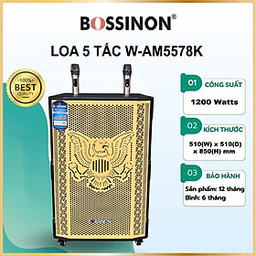 BOSSINON®
LOA 5 TẤC W-AM5578K
100%
BEST
QUALITY
01
CÔNG SUẤT
1200 Watts
02
KÍCH THƯỚC
510(W) x 510(D)
x 850(H) mm
03
BẢO HÀNH
Sản phẩm: 12 tháng
Bình: 6 tháng
BOSSINON